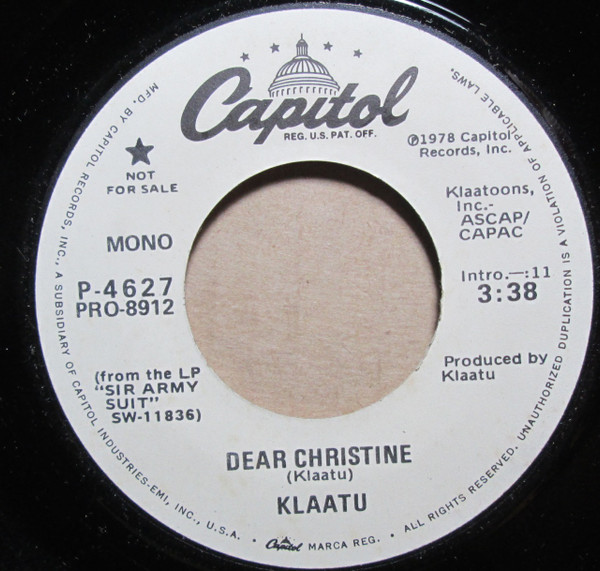 Capitol
REG. U.S. PAT. OFF.
℗1978 Capitol
Records, Inc.
NOT
FOR SALE
Klaatoons,
Inc.-
ASCAP/
CAPAC
MONO
P-4627
PRO-8912
Intro.—:11
3:38
(from the LP
"SIR ARMY
SUIT"
SW-11836)
Produced by
Klaatu
DEAR CHRISTINE
(Klaatu)
KLAATU
MFD. BY CAPITOL RECORDS, INC., A SUBSIDIARY OF CAPITOL INDUSTRIES-EMI, INC., U.S.A. • Capitol MARCA REG. • ALL RIGHTS RESERVED. UNAUTHORIZED DUPLICATION IS A VIOLATION OF APPLICABLE LAWS.